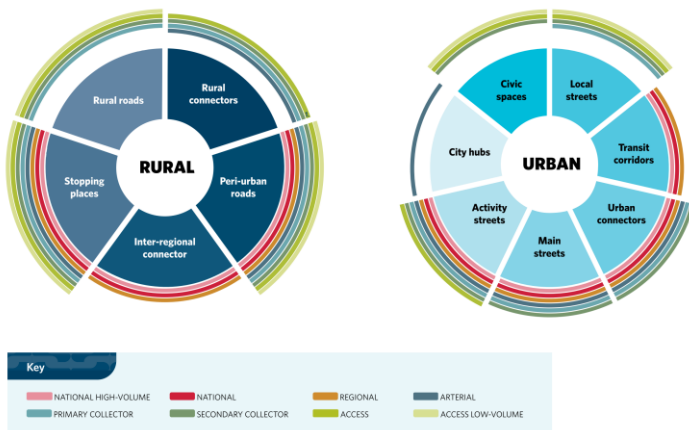 Rural roads
Rural
connectors
Stopping
places
RURAL
Peri-urban
roads
Inter-regional
connector
Civic
spaces
Local
streets
City hubs
URBAN
Transit
corridors
Activity
streets
Main
streets
Urban
connectors
Key
NATIONAL HIGH-VOLUME
NATIONAL
REGIONAL
ARTERIAL
PRIMARY COLLECTOR
SECONDARY COLLECTOR
ACCESS
ACCESS LOW-VOLUME